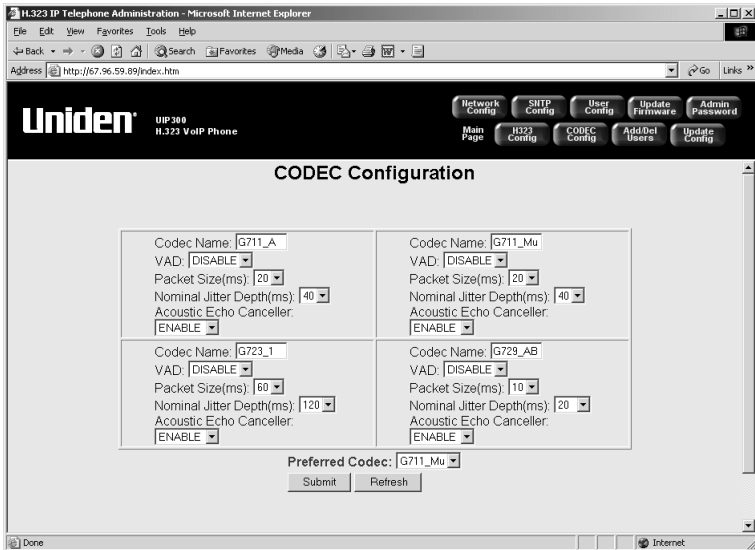 H.323 IP Telephone Administration - Microsoft Internet Explorer
File Edit View Favorites Tools Help
Back Search Favorites Media
Address http://67.96.59.89/index.htm Go Links »
Uniden UIP300
H.323 VoIP Phone
Network Config SNTP Config User Config Update Firmware Admin Password
Main Page H323 Config CODEC Config Add/Del Users Update Config
CODEC Configuration
Codec Name: G711_A
VAD: DISABLE
Packet Size(ms): 20
Nominal Jitter Depth(ms): 40
Acoustic Echo Canceller:
ENABLE
Codec Name: G711_Mu
VAD: DISABLE
Packet Size(ms): 20
Nominal Jitter Depth(ms): 40
Acoustic Echo Canceller:
ENABLE
Codec Name: G723_1
VAD: DISABLE
Packet Size(ms): 60
Nominal Jitter Depth(ms): 120
Acoustic Echo Canceller:
ENABLE
Codec Name: G729_AB
VAD: DISABLE
Packet Size(ms): 10
Nominal Jitter Depth(ms): 20
Acoustic Echo Canceller:
ENABLE
Preferred Codec: G711_Mu
Submit Refresh
Done Internet